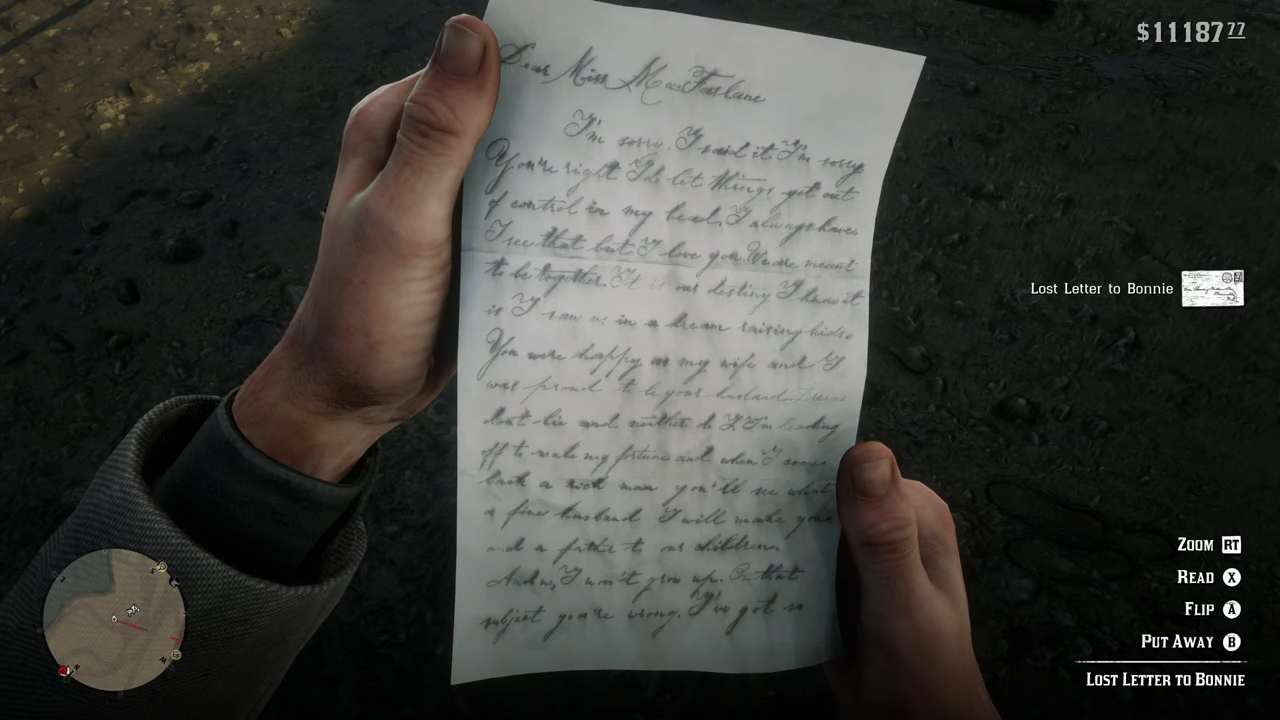 $11187 77
Dear Miss MacFarlane
I'm sorry. I said it I'm sorry
You're right I do let things get out
of control in my head. I always have.
I see that but I love you. We are meant
to be together. It is our destiny I know it
is I saw us in a dream raising kids.
You were happy as my wife and I
was proud to be your husband. Dreams
dont lie and neither do I. I'm heading
off to make my fortune and when I come
back a rich man you'll see what
a fine husband I will make you
and a father to our children.
And no, I won't grow up. On that
subject you're wrong. I've got so
Lost Letter to Bonnie
ZOOM RT
READ X
FLIP A
PUT AWAY B
LOST LETTER TO BONNIE